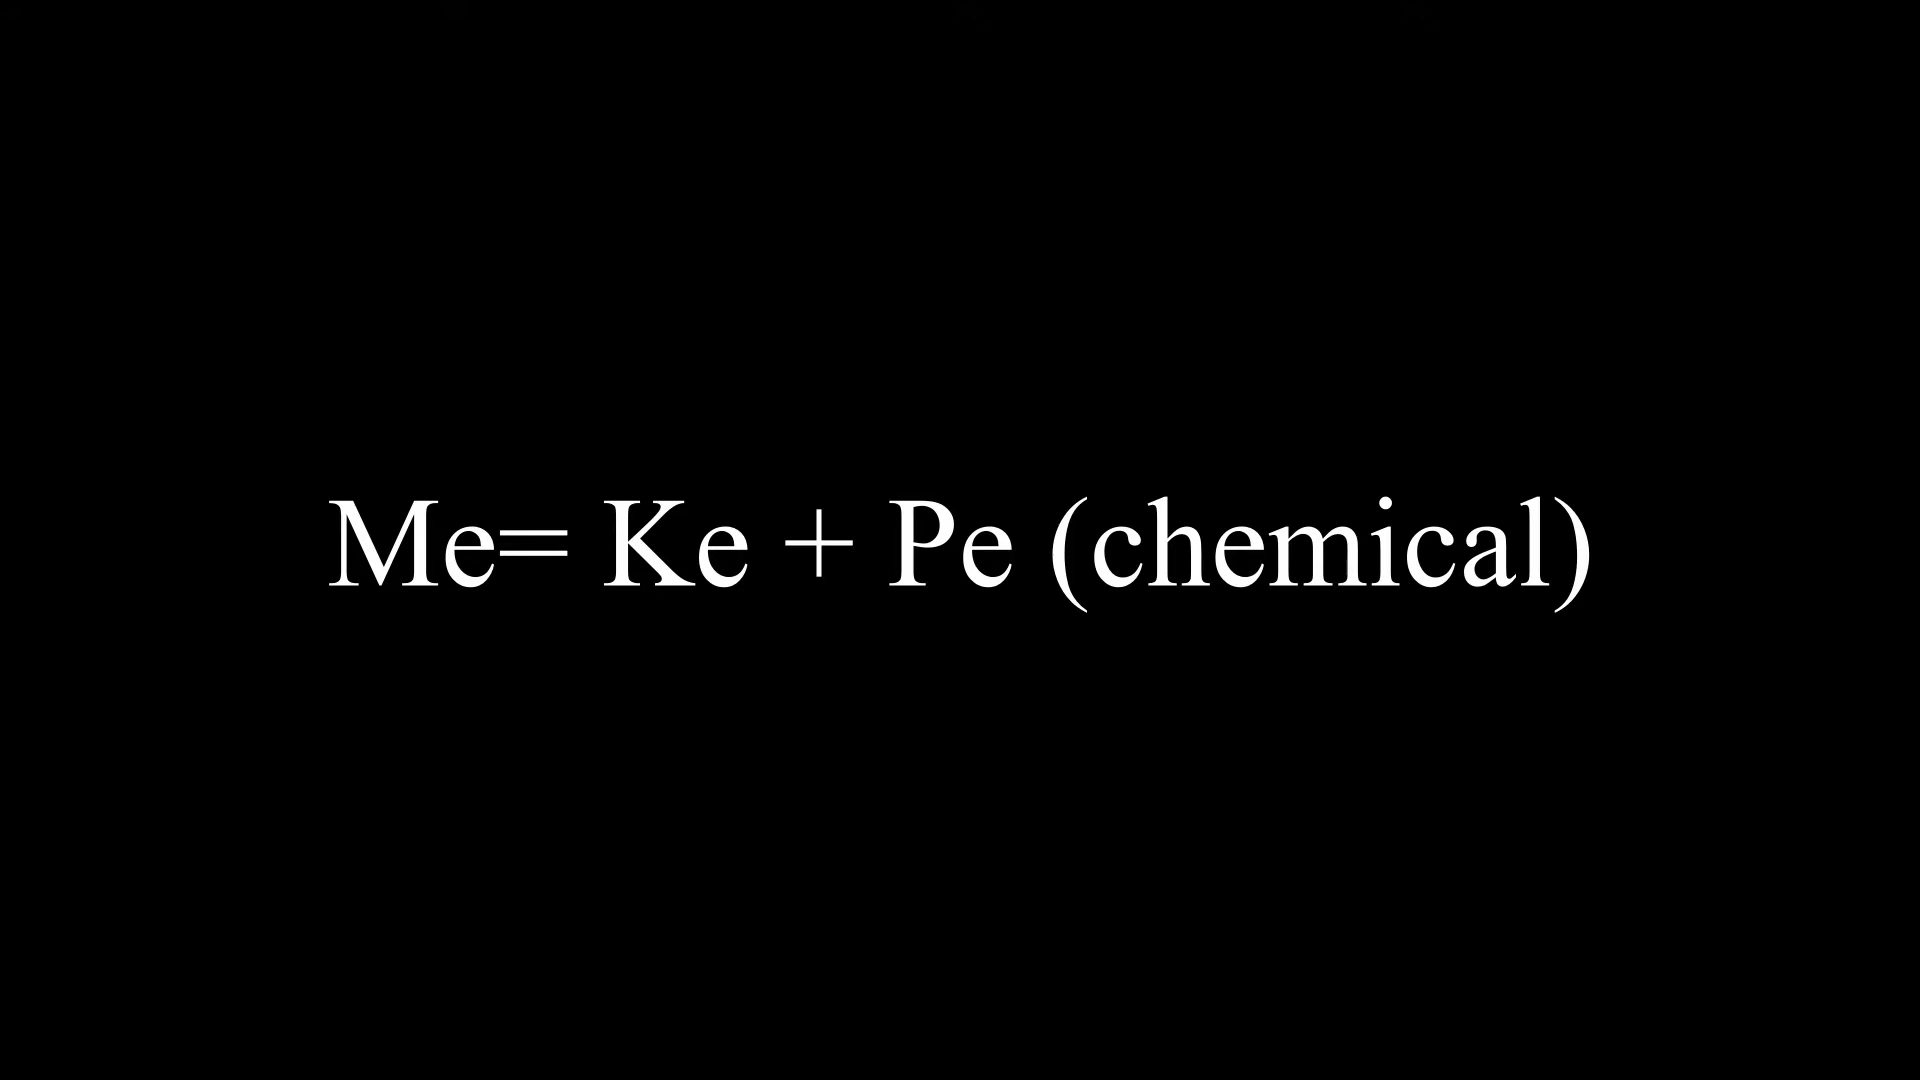 Me= Ke + Pe (chemical)